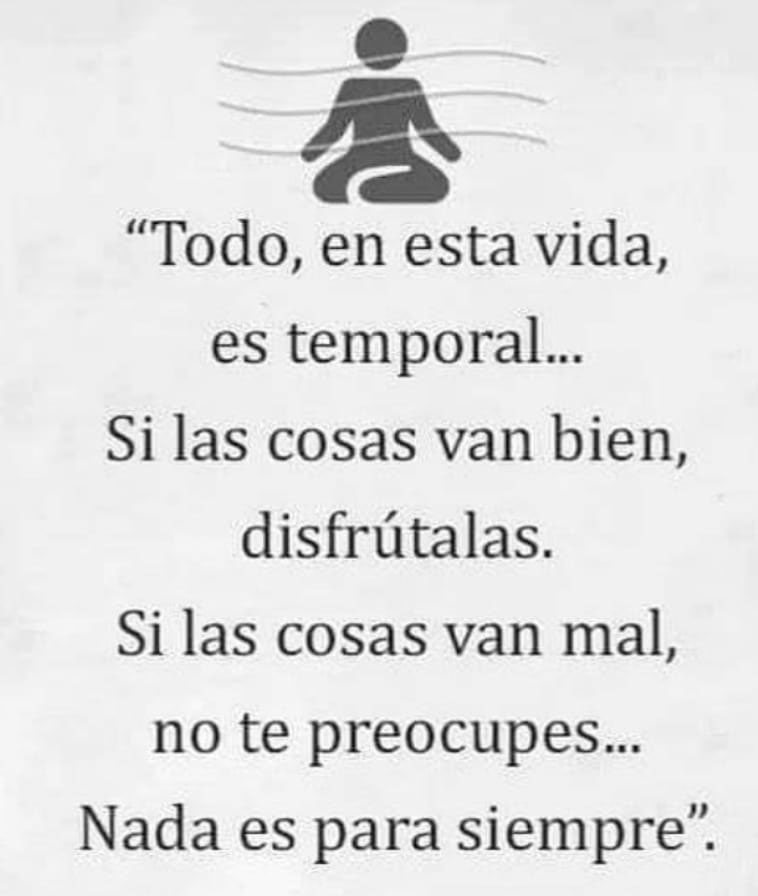 “Todo, en esta vida,
es temporal...
Si las cosas van bien,
disfrútalas.
Si las cosas van mal,
no te preocupes...
Nada es para siempre”.